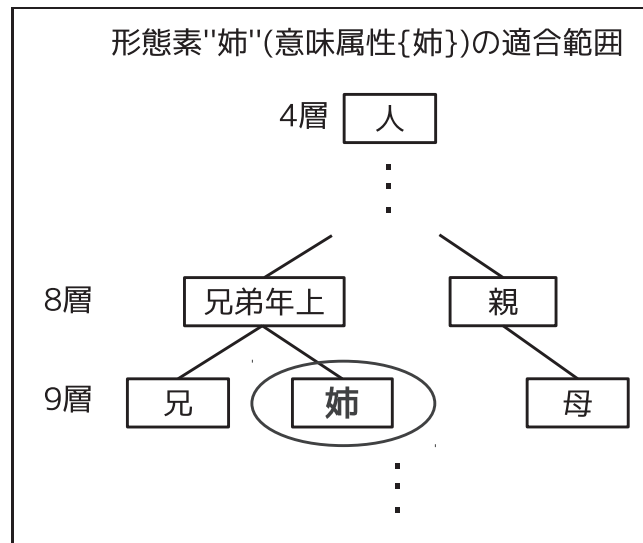 形態素"姉"(意味属性{姉})の適合範囲
4層 人
8層 兄弟年上 親
9層 兄 姉 母